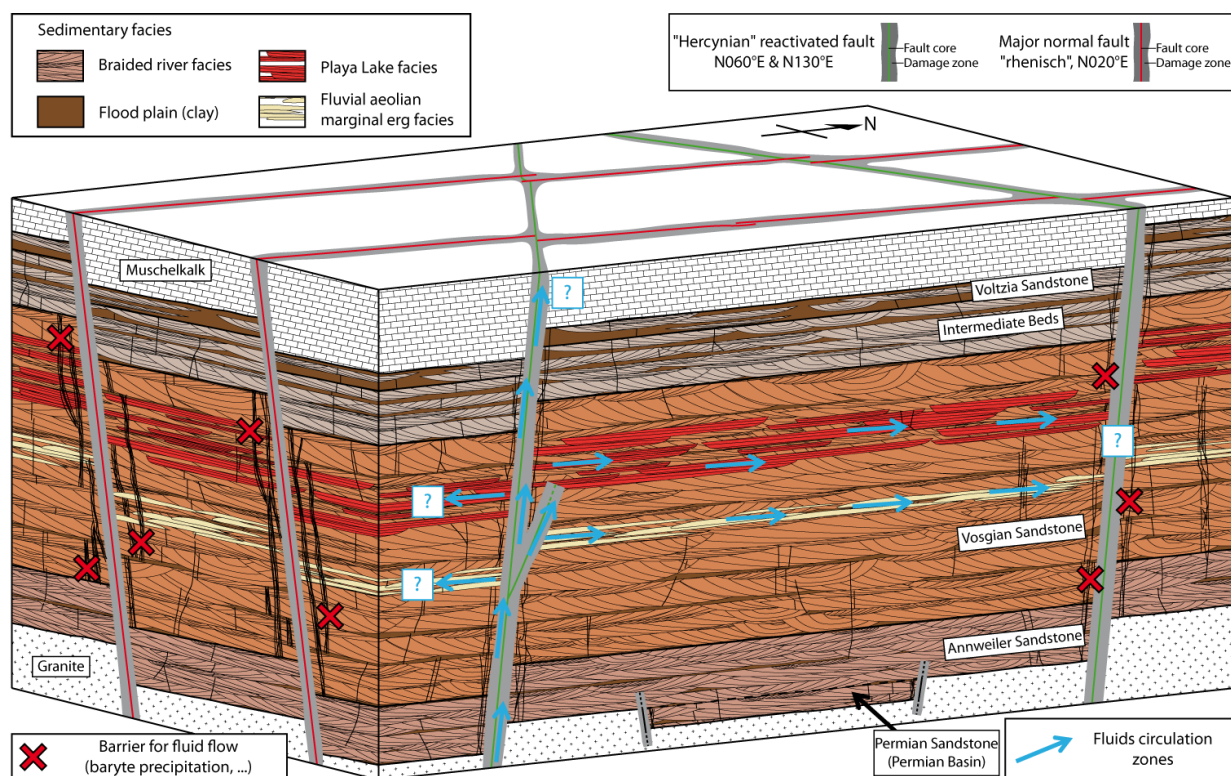 Sedimentary facies
Braided river facies
Playa Lake facies
Flood plain (clay)
Fluvial aeolian
marginal erg facies
"Hercynian" reactivated fault
N060°E & N130°E
Fault core
Damage zone
Major normal fault
"rhenisch", N020°E
Fault core
Damage zone
N
Muschelkalk
?
Voltzia Sandstone
Intermediate Beds
?
?
Vosgian Sandstone
?
Annweiler Sandstone
Granite
Permian Sandstone
(Permian Basin)
Barrier for fluid flow
(baryte precipitation, ...)
Fluids circulation
zones